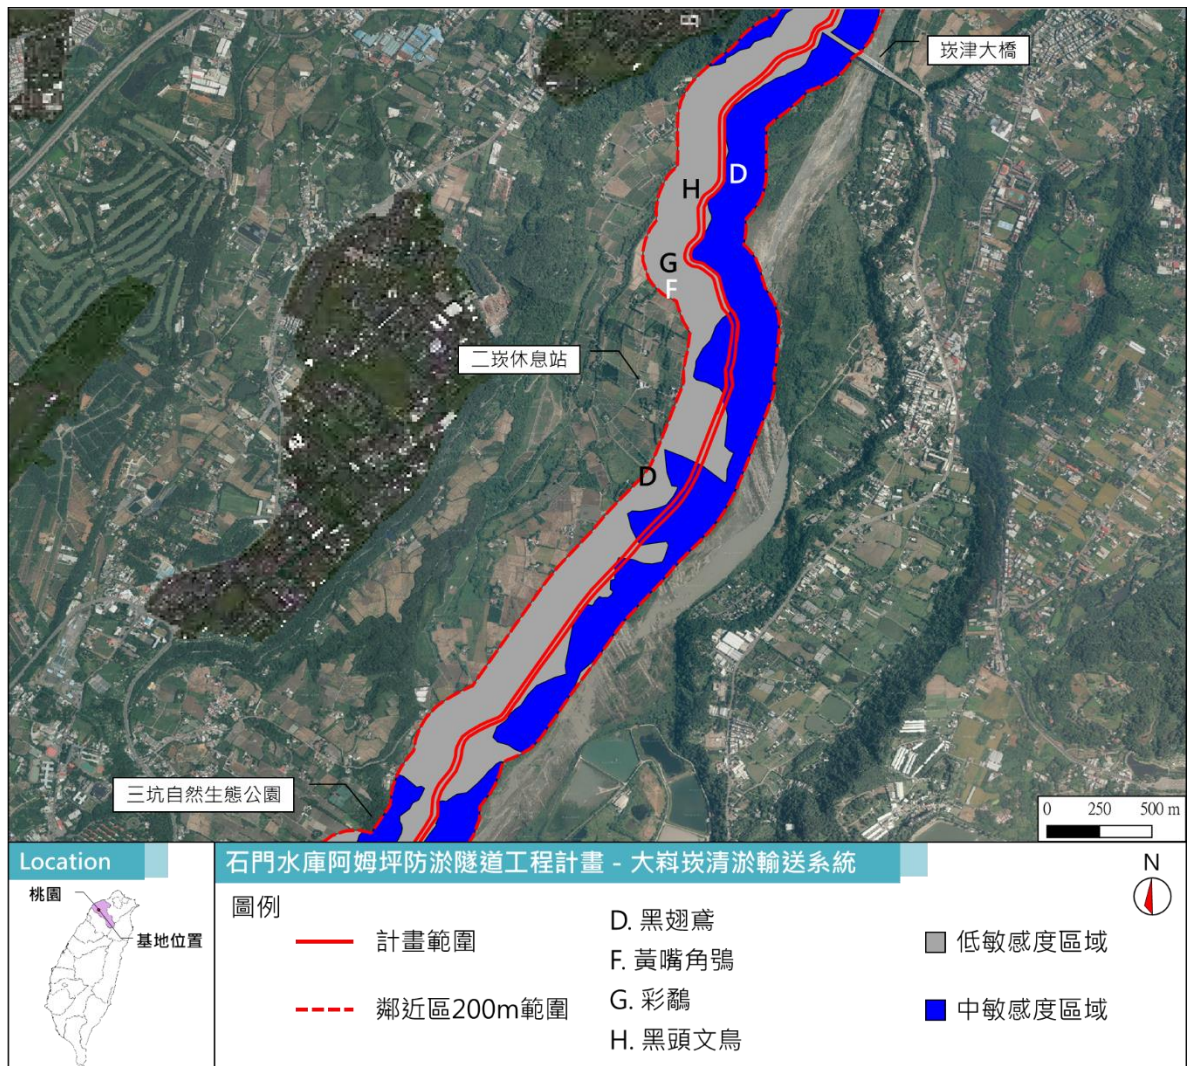 崁津大橋
D
H
G
F
二崁休息站
D
三坑自然生態公園
0 250 500 m
Location
桃園
基地位置
石門水庫阿姆坪防淤隧道工程計畫 - 大嵙崁清淤輸送系統
圖例
計畫範圍
鄰近區200m範圍
D. 黑翅鳶
F. 黃嘴角鴞
G. 彩鷸
H. 黑頭文鳥
低敏感度區域
中敏感度區域
N